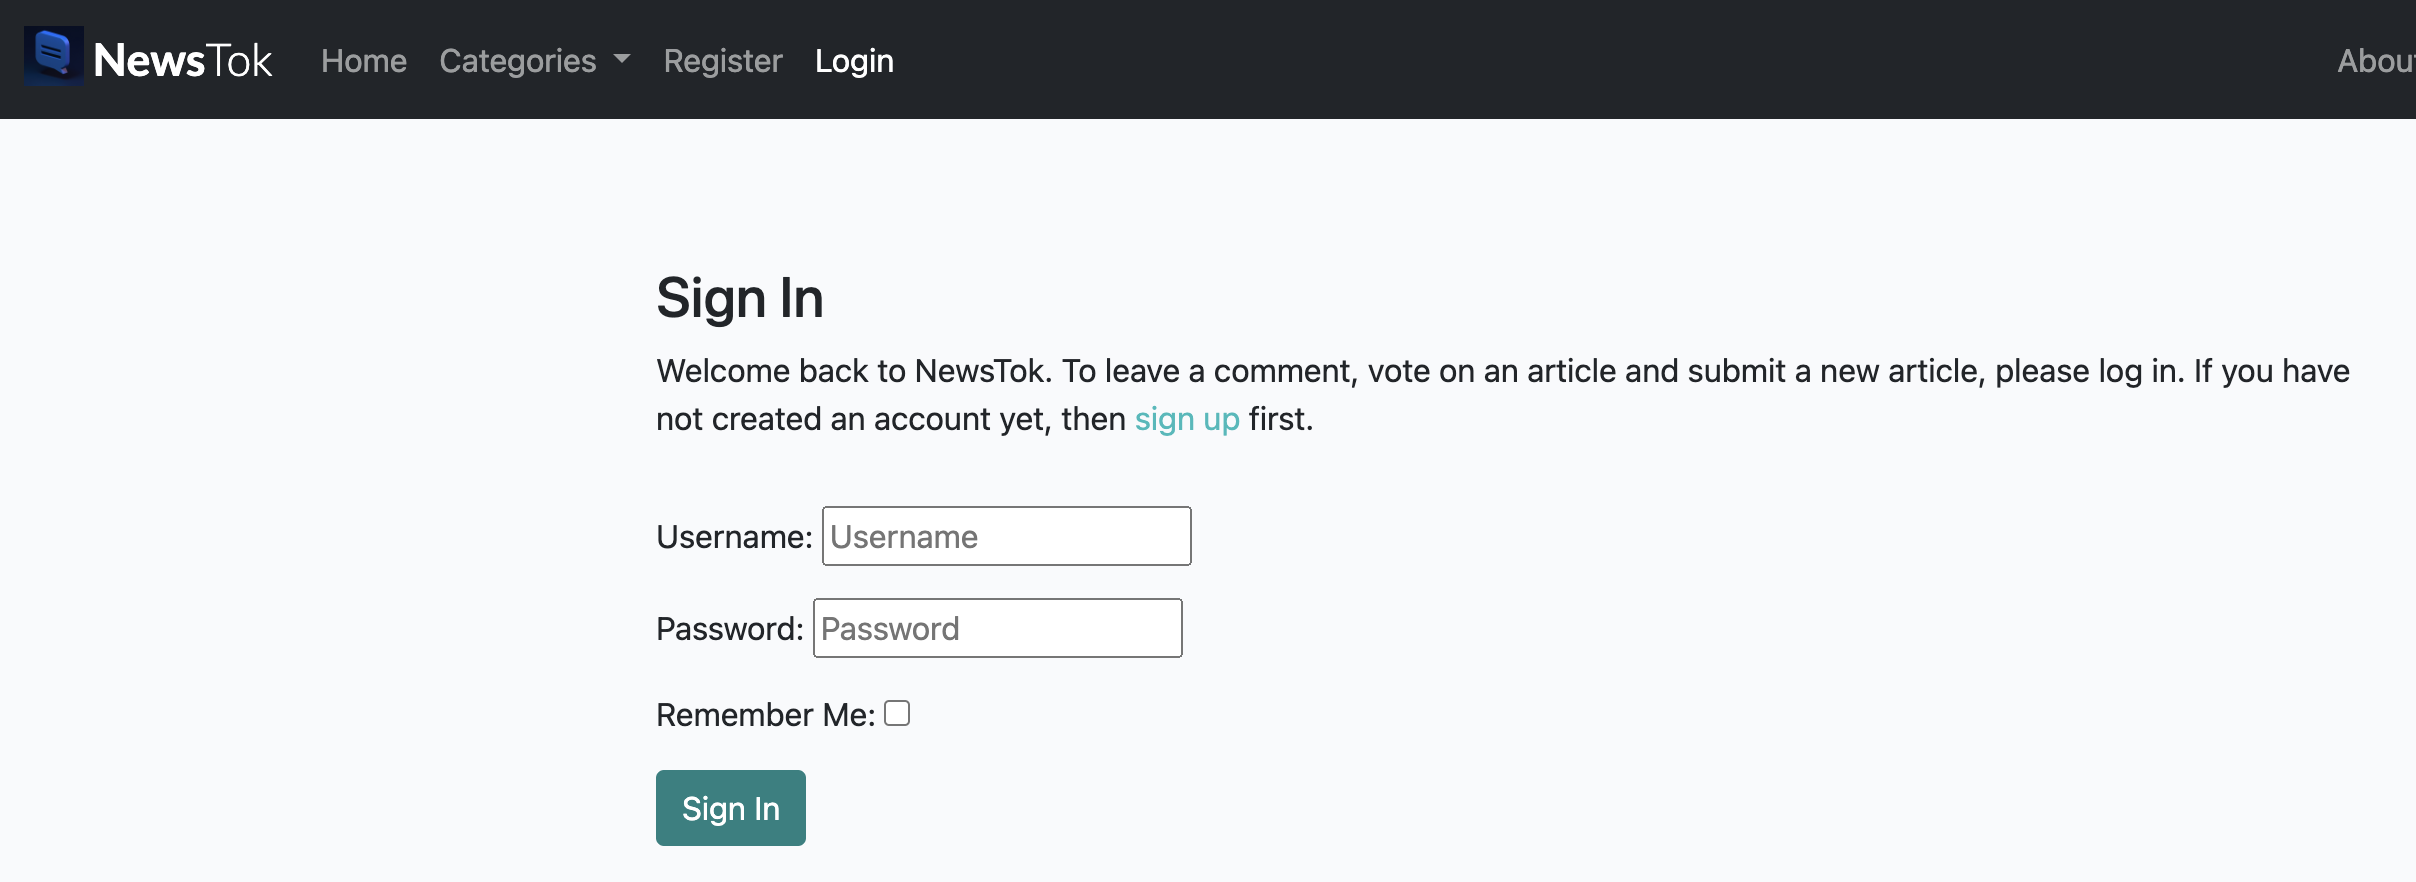 NewsTok Home Categories Register Login
Sign In
Welcome back to NewsTok. To leave a comment, vote on an article and submit a new article, please log in. If you have
not created an account yet, then sign up first.
Username: Username
Password: Password
Remember Me:
Sign In